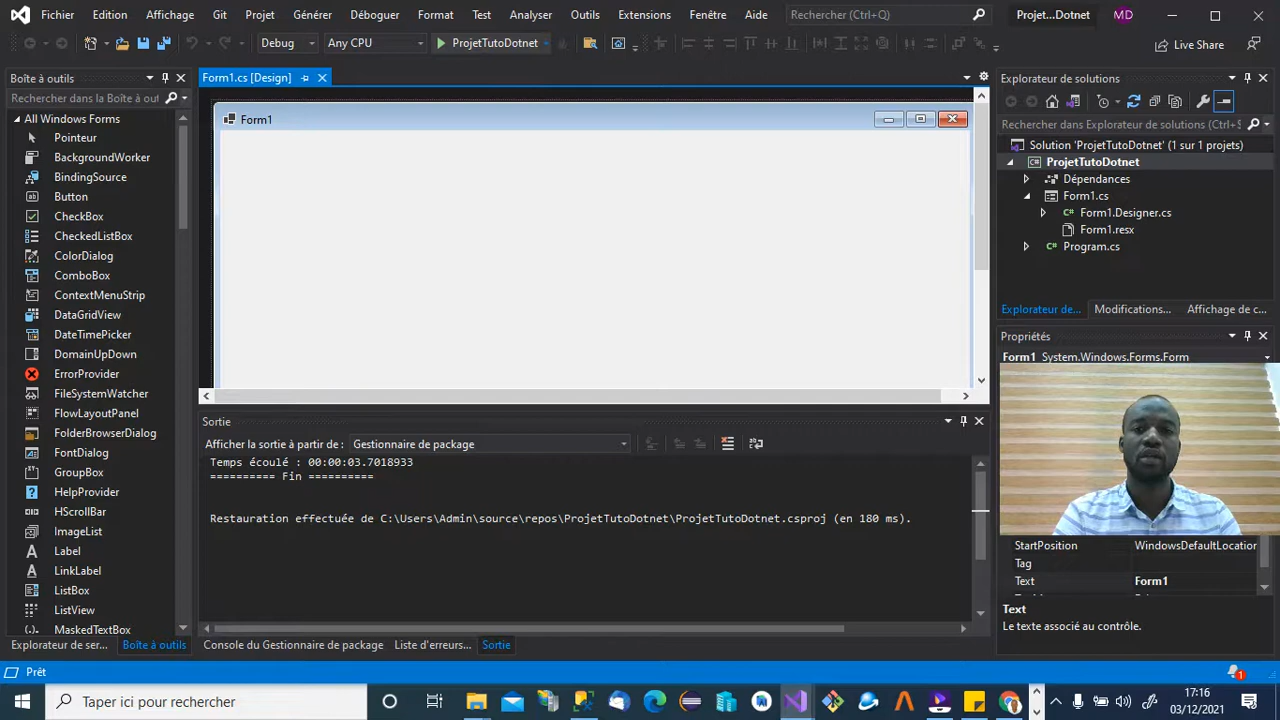 Fichier Edition Affichage Git Projet Générer Déboguer Format Test Analyser Outils Extensions Fenêtre Aide Rechercher (Ctrl+Q) Projet...Dotnet MD
Debug Any CPU ProjetTutoDotnet Live Share
Boîte à outils
Rechercher dans la Boîte à out
All Windows Forms
Pointeur
BackgroundWorker
BindingSource
Button
CheckBox
CheckedListBox
ColorDialog
ComboBox
ContextMenuStrip
DataGridView
DateTimePicker
DomainUpDown
ErrorProvider
FileSystemWatcher
FlowLayoutPanel
FolderBrowserDialog
FontDialog
GroupBox
HelpProvider
HScrollBar
ImageList
Label
LinkLabel
ListBox
ListView
MaskedTextBox
Explorateur de ser... Boîte à outils
Form1.cs [Design]
Form1
Sortie
Afficher la sortie à partir de : Gestionnaire de package
Temps écoulé : 00:00:03.7018933
========== Fin ==========
Restauration effectuée de C:\Users\Admin\source\repos\ProjetTutoDotnet\ProjetTutoDotnet.csproj (en 180 ms).
Console du Gestionnaire de package Liste d'erreurs... Sortie
Explorateur de solutions
Rechercher dans Explorateur de solutions (Ctrl+
Solution 'ProjetTutoDotnet' (1 sur 1 projets)
ProjetTutoDotnet
Dépendances
Form1.cs
Form1.Designer.cs
Form1.resx
Program.cs
Explorateur de... Modifications... Affichage de c...
Propriétés
Form1 System.Windows.Forms.Form
StartPosition WindowsDefaultLocation
Tag
Text Form1
Text
Le texte associé au contrôle.
Prêt 1
Taper ici pour rechercher
17:16
03/12/2021